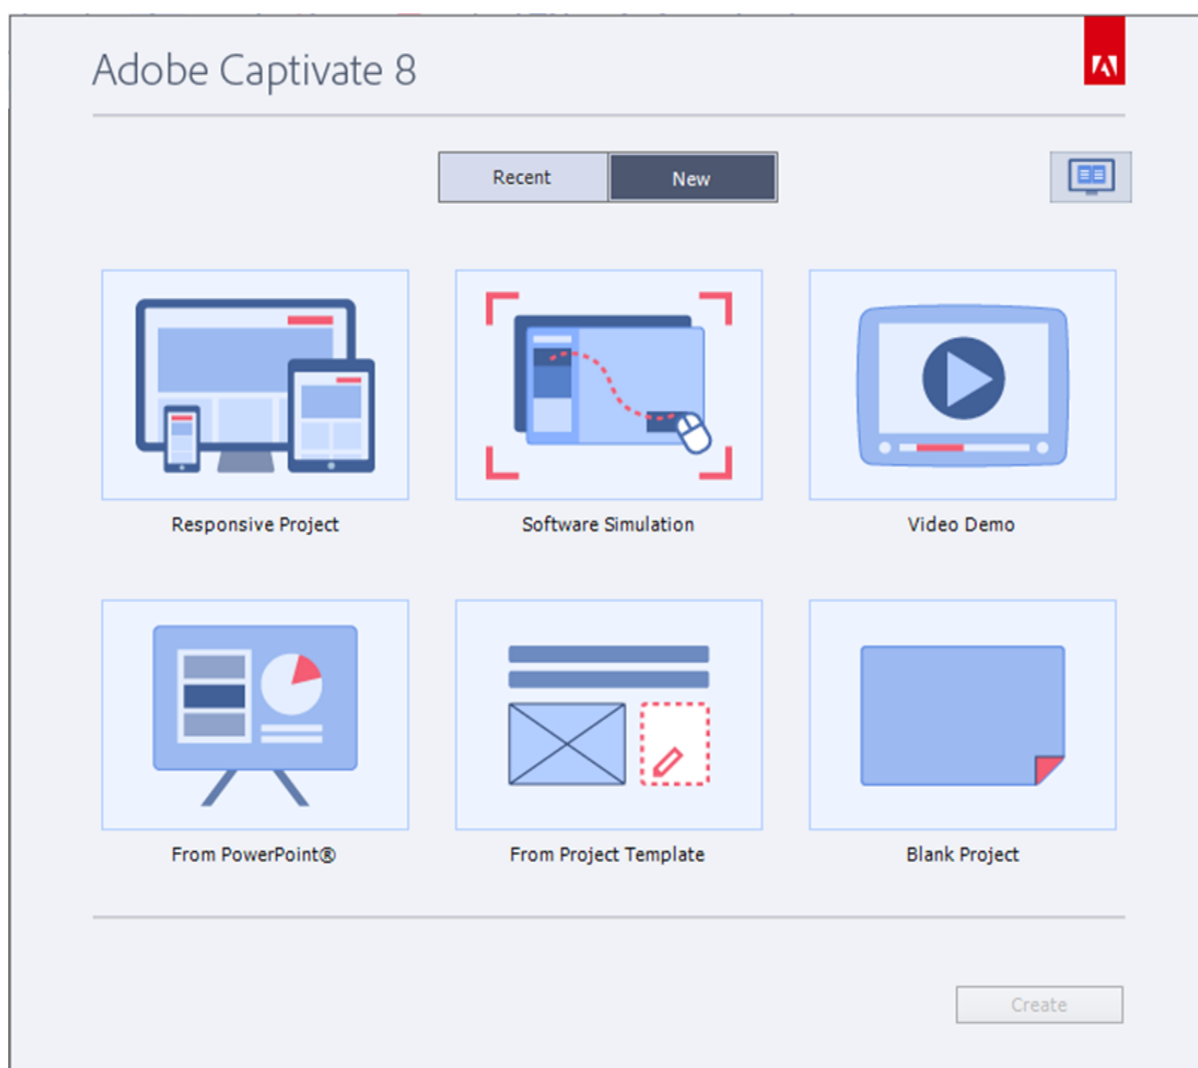 Adobe Captivate 8
Recent
New
Responsive Project
Software Simulation
Video Demo
From PowerPoint®
From Project Template
Blank Project
Create